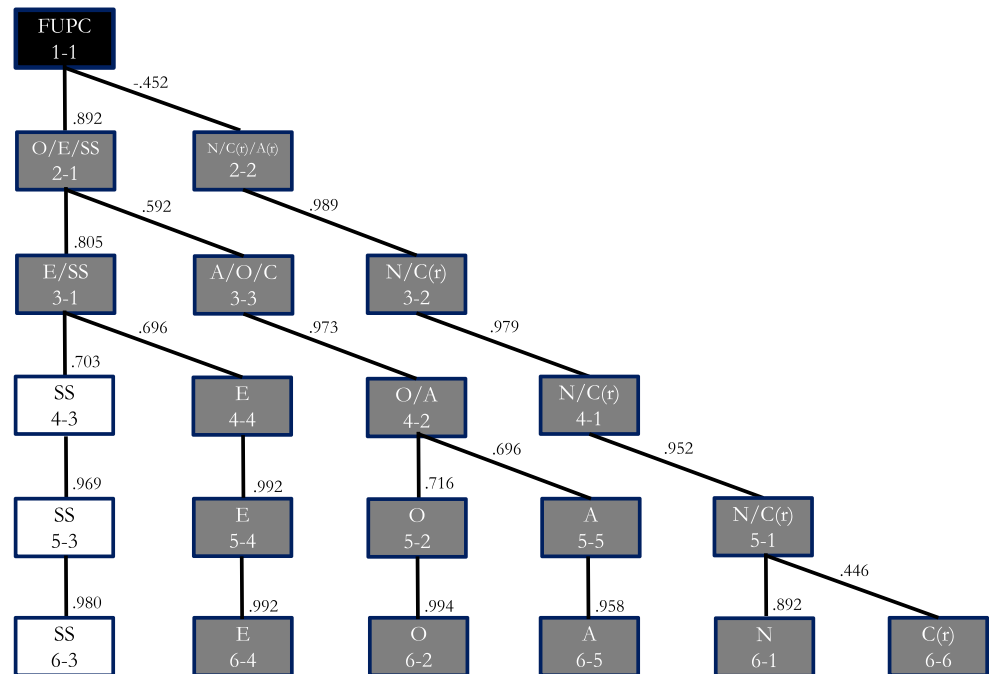 FUPC
1-1
-.452
.892
O/E/SS
2-1
N/C(r)/A(r)
2-2
.592
.989
.805
E/SS
3-1
A/O/C
3-3
N/C(r)
3-2
.696
.973
.979
.703
SS
4-3
E
4-4
O/A
4-2
N/C(r)
4-1
.696
.952
.969
.992
.716
SS
5-3
E
5-4
O
5-2
A
5-5
N/C(r)
5-1
.446
.980
.992
.994
.958
.892
SS
6-3
E
6-4
O
6-2
A
6-5
N
6-1
C(r)
6-6